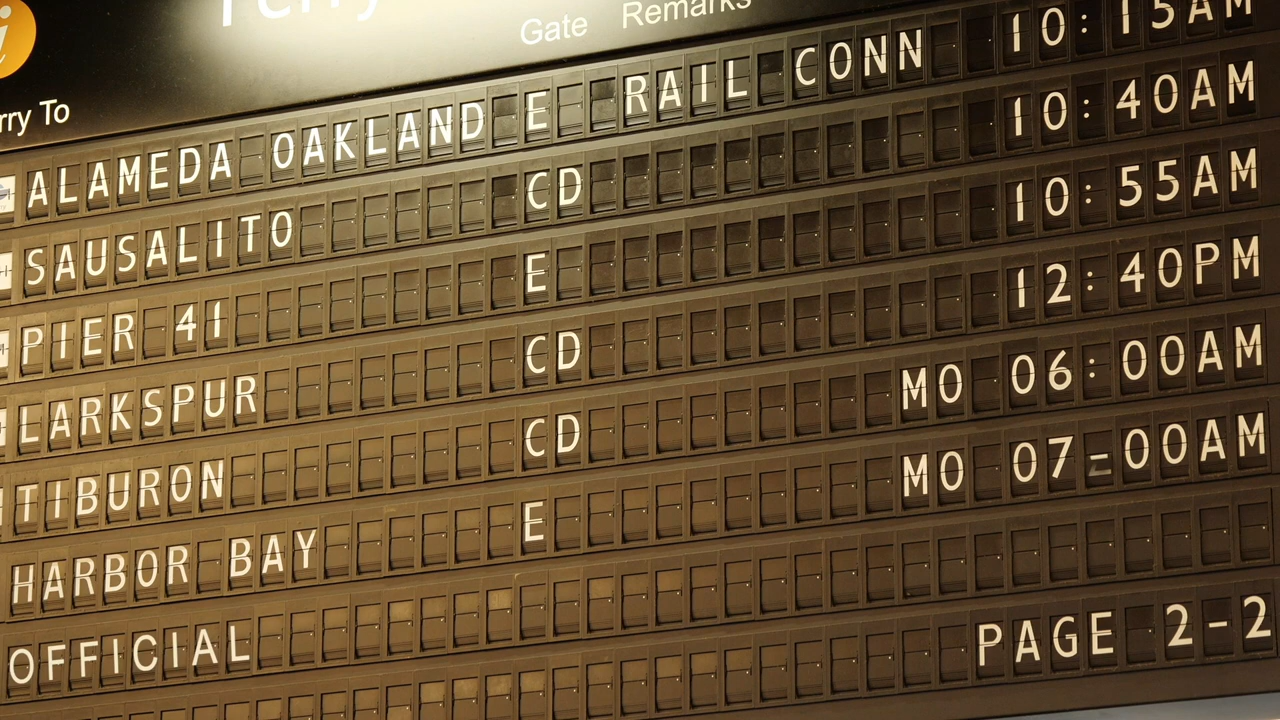 Gate Remarks
rry To
ALAMEDA OAKLAND E RAIL CONN 10:15AM
SAUSALITO CD 10:40AM
PIER 41 E 10:55AM
LARKSPUR CD 12:40PM
TIBURON CD MO 06:00AM
HARBOR BAY E MO 07-00AM
OFFICIAL
PAGE 2-2